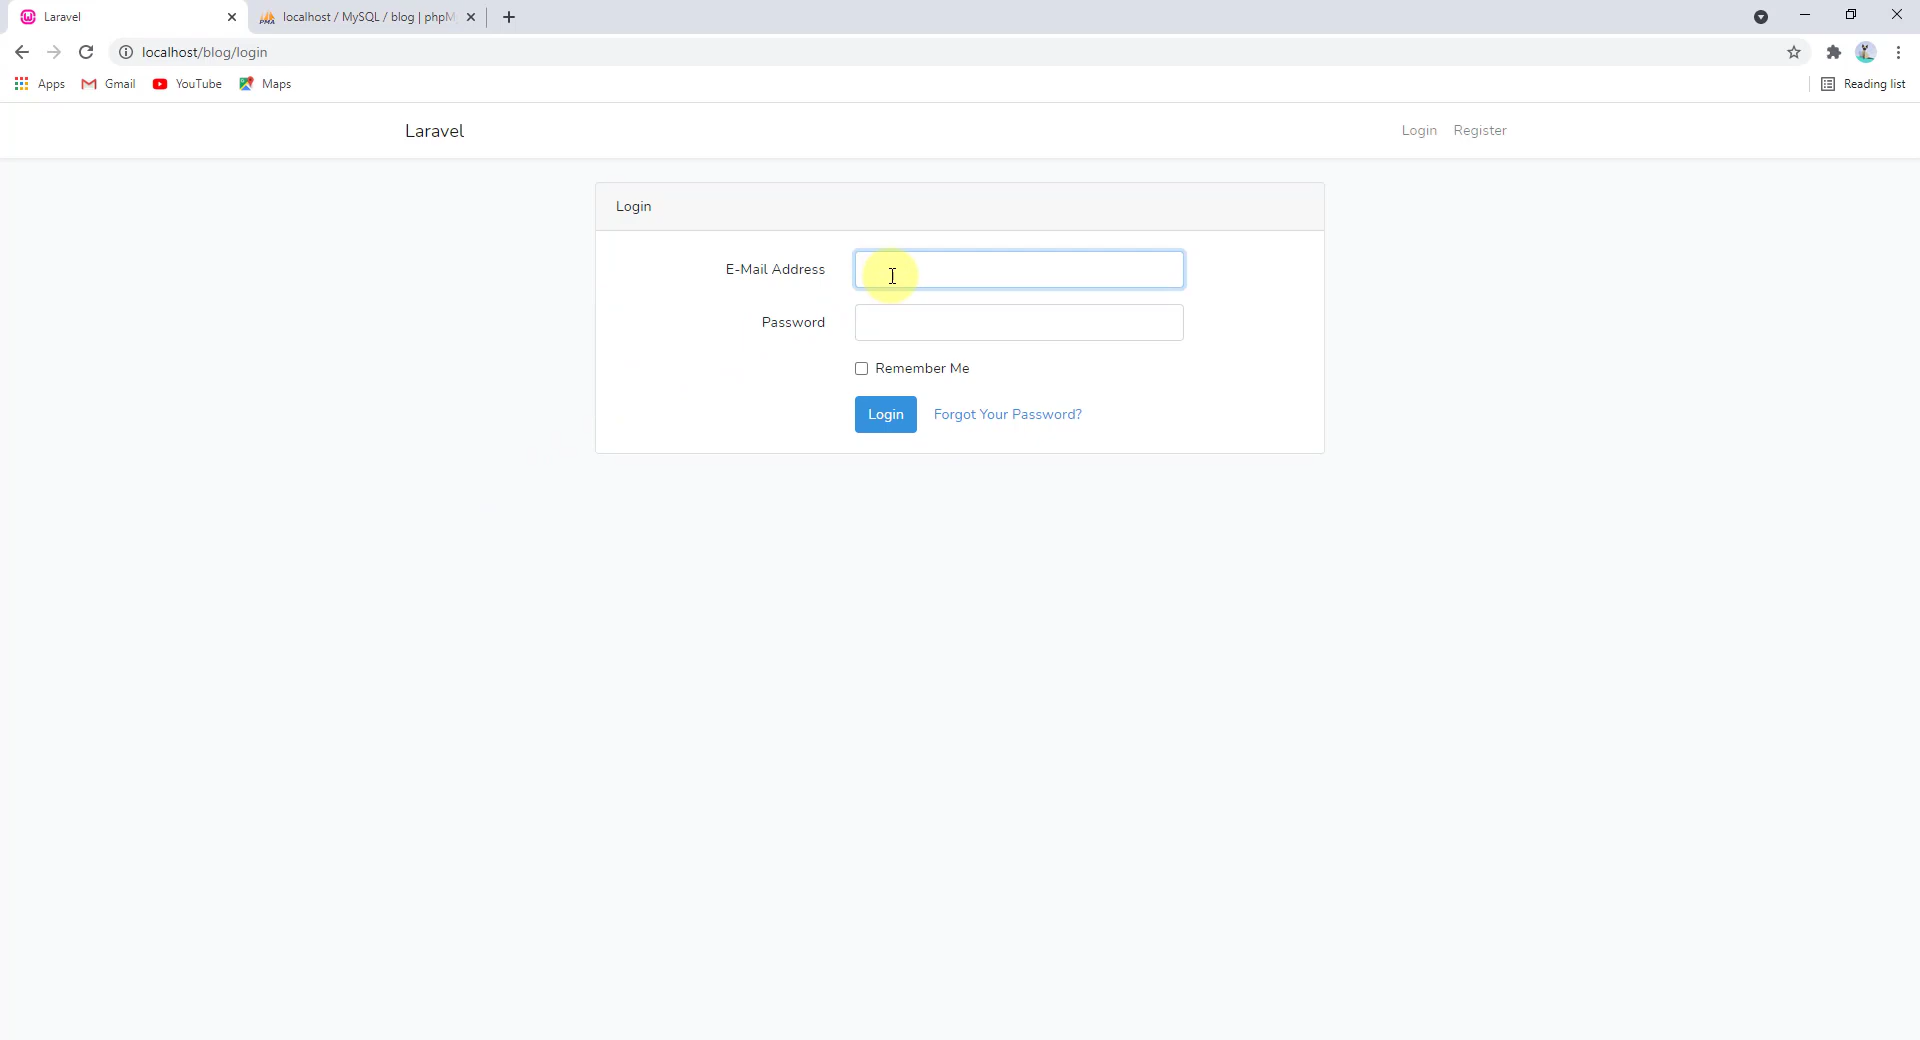 Laravel
localhost / MySQL / blog | phpM
localhost/blog/login
Apps
Gmail
YouTube
Maps
Reading list
Laravel
Login
Register
Login
E-Mail Address
Password
Remember Me
Login
Forgot Your Password?